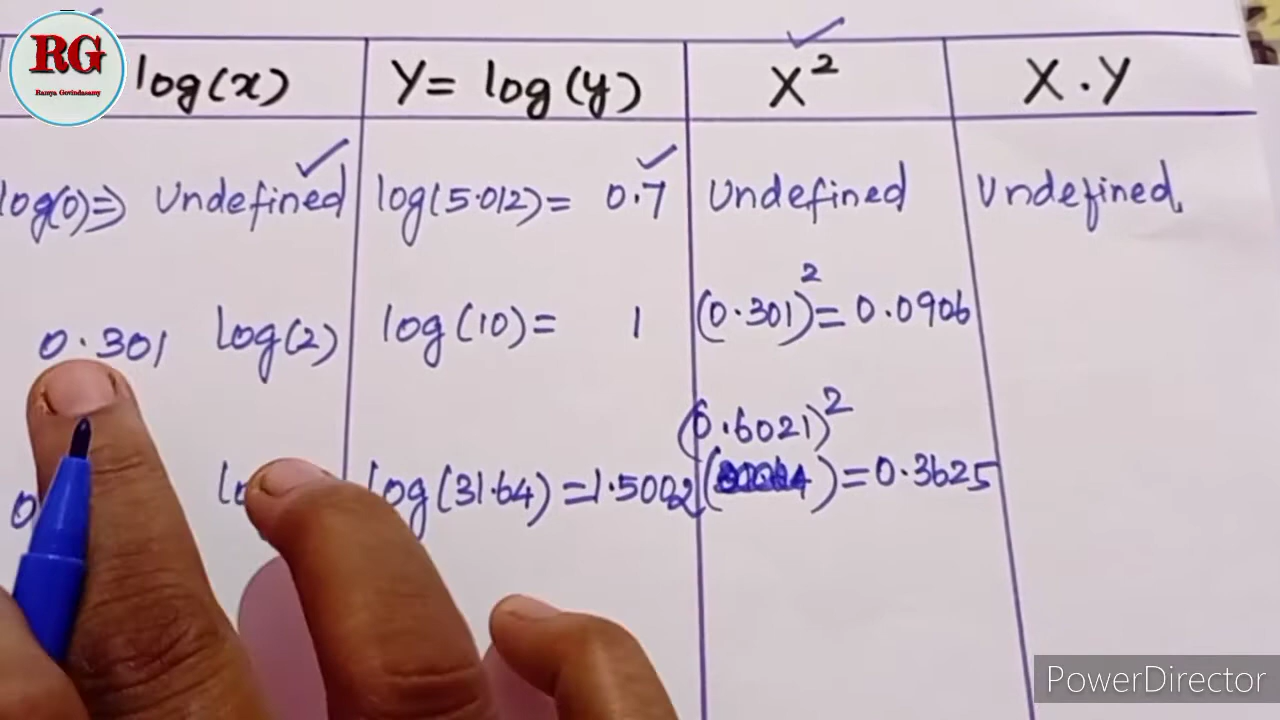 RG
Ramya Govindasamy
log(x) Y= log(y) X² X.Y
log(0)=> Undefined log(5.012)= 0.7 Undefined Undefined
0.301 log(2) log(10)= 1 (0.301)²= 0.0906
(0.6021)²
0 log(31.64) =1.5002 ( )=0.3625
PowerDirector